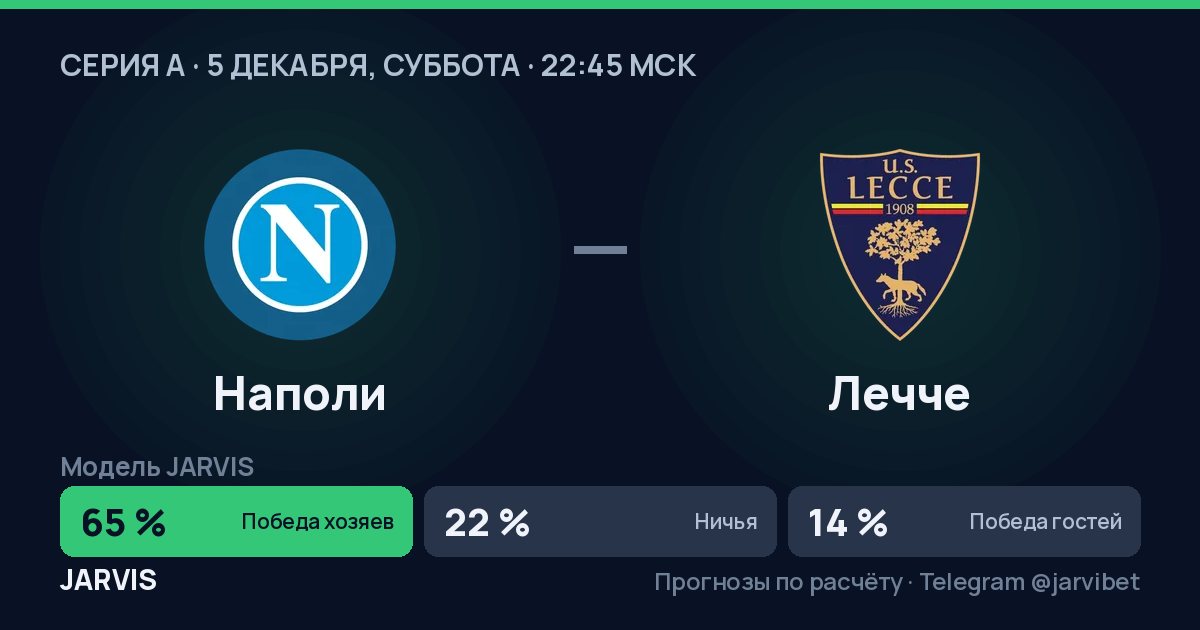 СЕРИЯ А · 5 ДЕКАБРЯ, СУББОТА · 22:45 МСК
N
U.S.
LECCE
1908
—
Наполи
Лечче
Модель JARVIS
65 % Победа хозяев
22 % Ничья
14 % Победа гостей
JARVIS
Прогнозы по расчёту · Telegram @jarvibet